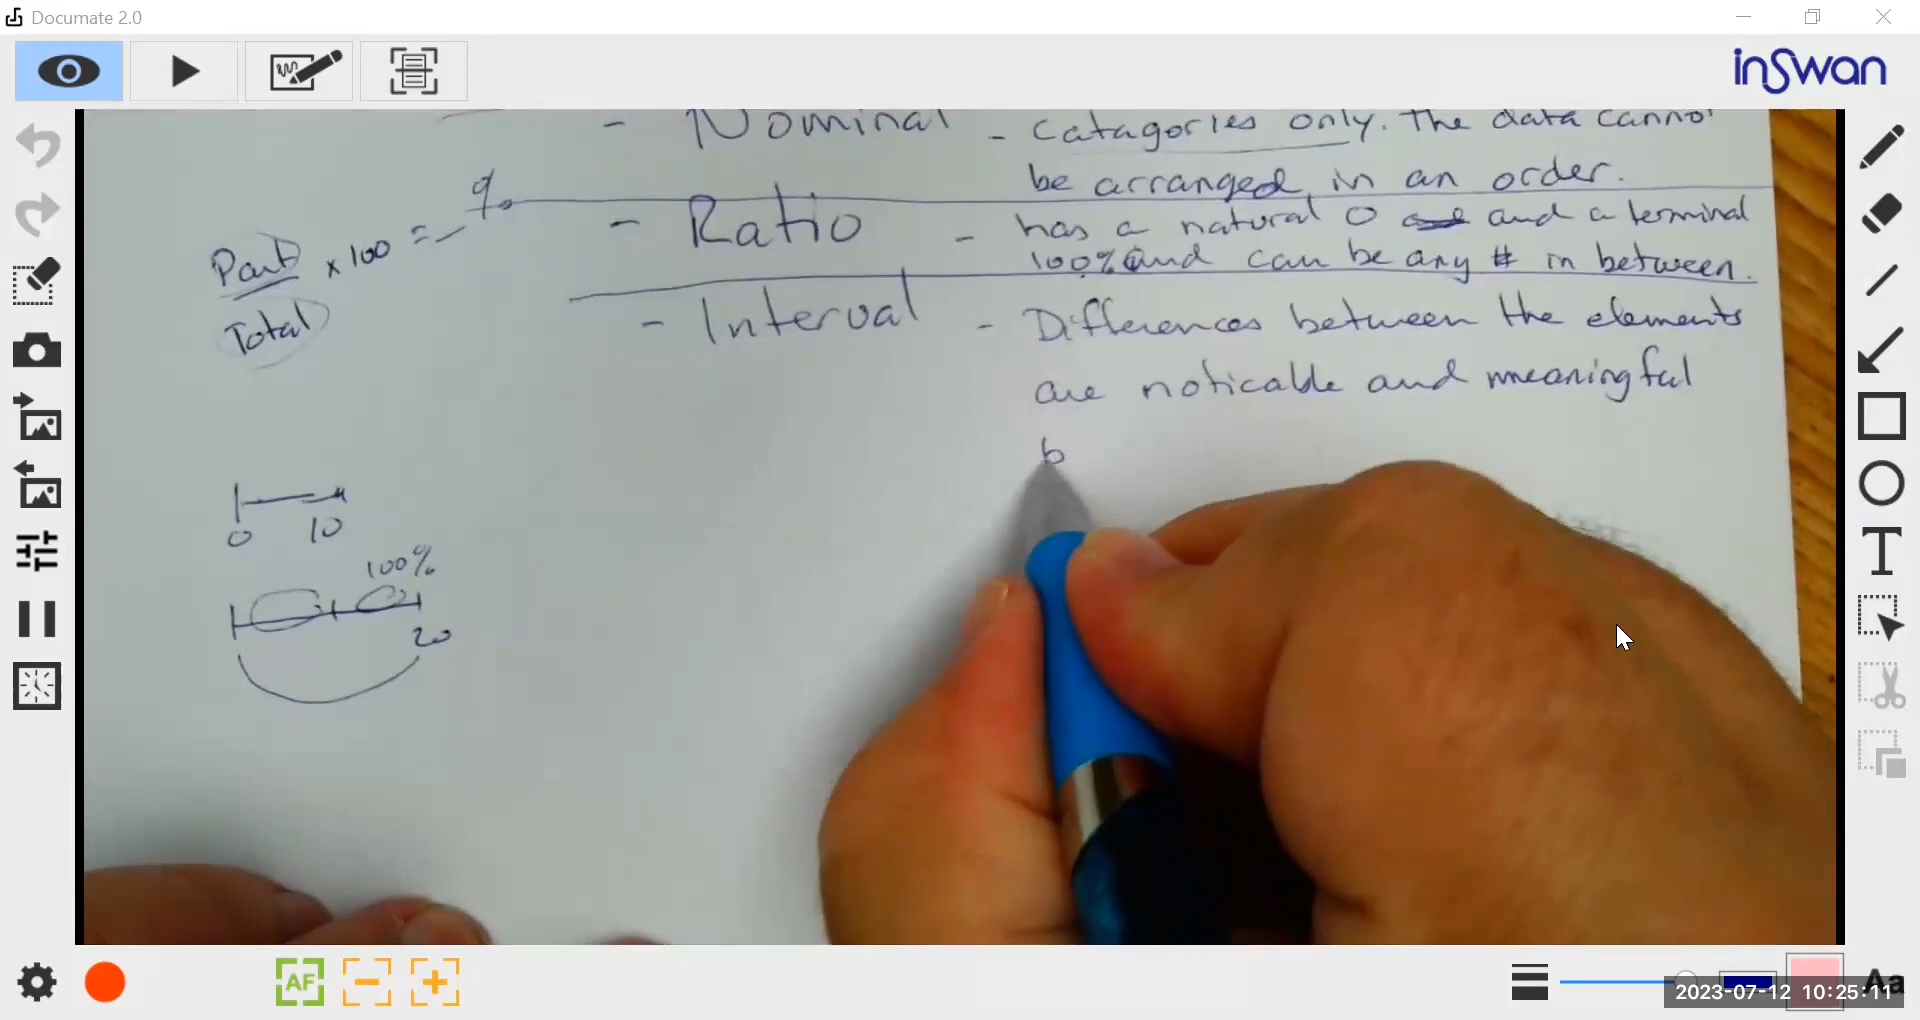 Documate 2.0
inSwan
- Nominal - Catagories only. The data cannot
be arranged in an order.
%
- Ratio - has a natural 0 and a terminal
100% and can be any # in between.
Part x 100 =
Total
- Interval - Differences between the elements
are noticable and meaningful
b
0 10
100%
20
AF
T
Aa
2023-07-12 10:25:11